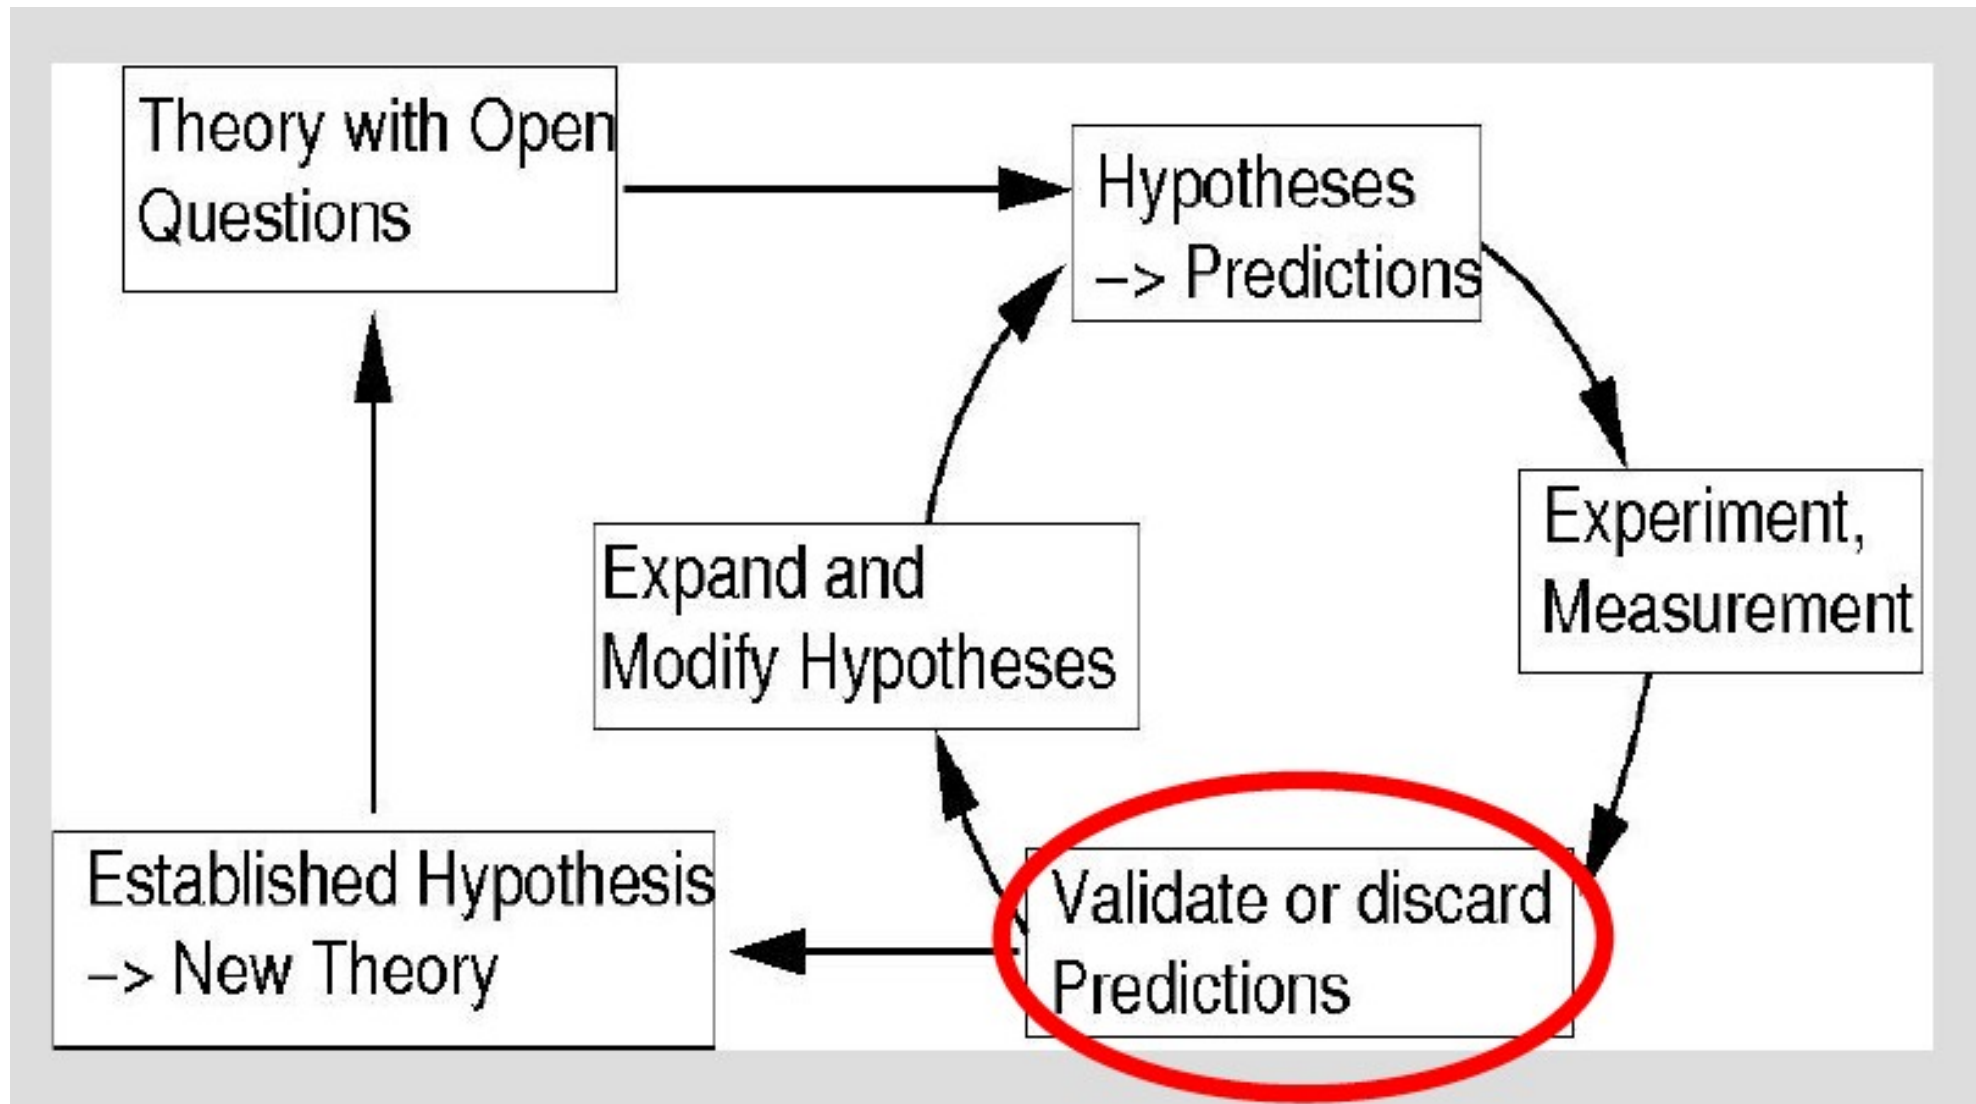 Theory with Open
Questions
Hypotheses
–> Predictions
Experiment,
Measurement
Expand and
Modify Hypotheses
Validate or discard
Predictions
Established Hypothesis
–> New Theory